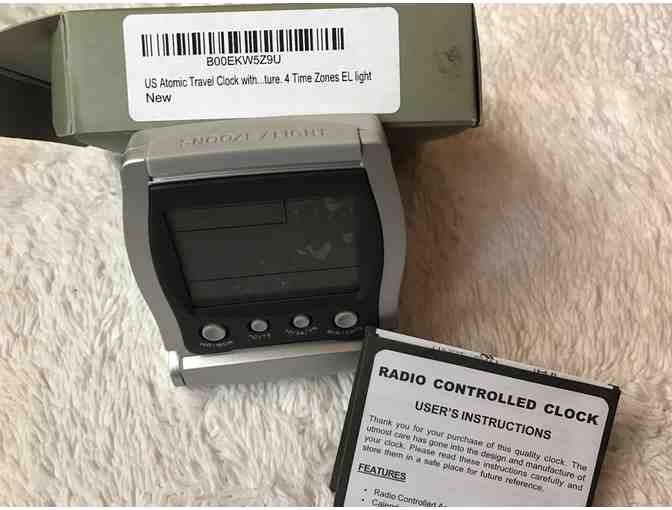 B00EKW5Z9U
US Atomic Travel Clock with...ture. 4 Time Zones EL light
New
SNOOZE / LIGHT
RADIO CONTROLLED CLOCK
USER'S INSTRUCTIONS
Thank you for your purchase of this quality clock. The
utmost care has gone into the design and manufacture of
your clock. Please read these instructions carefully and
store them in a safe place for future reference.
FEATURES
• Radio Controlled